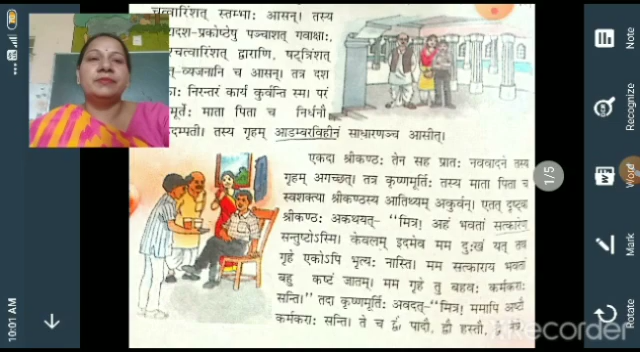 चत्वारिंशत् स्तम्भाः आसन्। तस्य
प्रकोष्ठेषु पञ्चाशत् गवाक्षाः,
चत्वारिंशत् द्वाराणि, षट्त्रिंशत्
व्यजनानि च आसन्। तत्र दश
निरन्तरं कार्यं कुर्वन्ति स्म। परं
माता पिता च निर्धनौ
दम्पती। तस्य गृहम् आडम्बरविहीनं साधारणञ्च आसीत्।
एकदा श्रीकण्ठः तेन सह प्रातः नववादने तस्य
गृहम् अगच्छत्। तत्र कृष्णमूर्तिः तस्य माता पिता च
स्वशक्त्या श्रीकण्ठस्य आतिथ्यम् अकुर्वन्। एतत् दृष्ट्वा
श्रीकण्ठः अकथयत्– “मित्र! अहं भवतां सत्कारेण
सन्तुष्टोऽस्मि। केवलम् इदमेव मम दुःखं यत् तव
गृहे एकोऽपि भृत्यः नास्ति। मम सत्काराय भवतां
बहु कष्टं जातम्। मम गृहे तु बहवः कर्मकराः
सन्ति।” तदा कृष्णमूर्तिः अवदत्–“मित्र! ममापि अष्टौ
कर्मकराः सन्ति। ते च द्वौ पादौ, द्वौ हस्तौ, द्वे नेत्रे
1/5
Note
Recognize
Word
Mark
Rotate
10:01 AM
Recorder